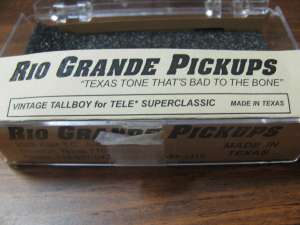 RIO GRANDE PICKUPS
"TEXAS TONE THAT'S BAD TO THE BONE"
VINTAGE TALLBOY for TELE* SUPERCLASSIC MADE IN TEXAS
RIO GRANDE PICKUPS
MADE IN
TEXAS